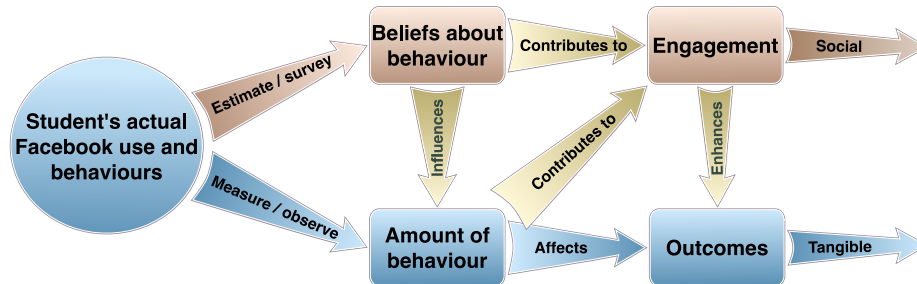 Student's actual
Facebook use and
behaviours
Estimate / survey
Measure / observe
Beliefs about
behaviour
Influences
Amount of
behaviour
Contributes to
Contributes to
Affects
Engagement
Enhances
Outcomes
Social
Tangible